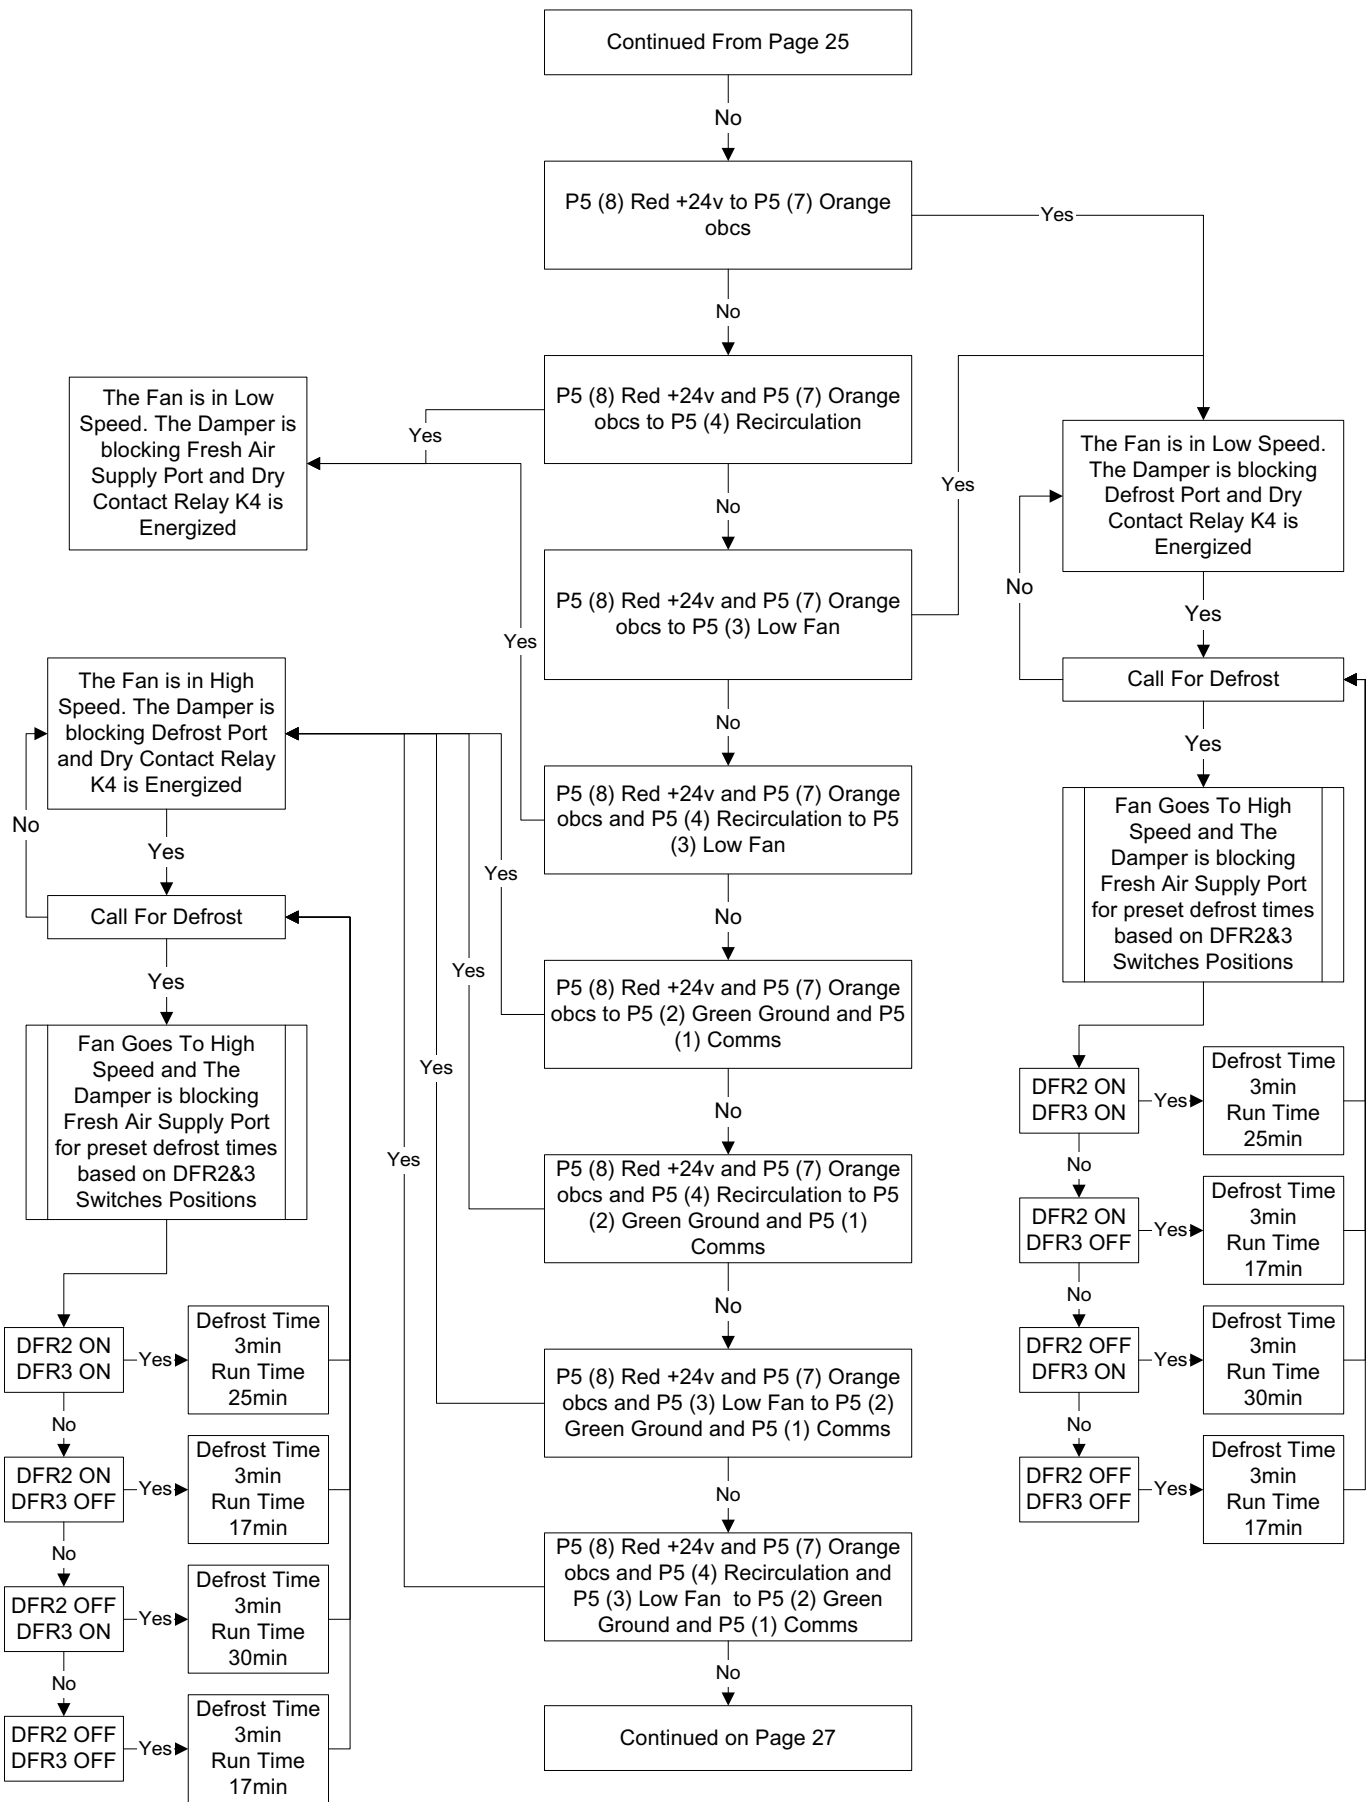 Continued From Page 25
No
P5 (8) Red +24v to P5 (7) Orange
obcs
Yes
No
P5 (8) Red +24v and P5 (7) Orange
obcs to P5 (4) Recirculation
Yes
The Fan is in Low
Speed. The Damper is
blocking Fresh Air
Supply Port and Dry
Contact Relay K4 is
Energized
No
P5 (8) Red +24v and P5 (7) Orange
obcs to P5 (3) Low Fan
Yes
No
P5 (8) Red +24v and P5 (7) Orange
obcs and P5 (4) Recirculation to P5
(3) Low Fan
Yes
No
P5 (8) Red +24v and P5 (7) Orange
obcs to P5 (2) Green Ground and P5
(1) Comms
Yes
No
P5 (8) Red +24v and P5 (7) Orange
obcs and P5 (4) Recirculation to P5
(2) Green Ground and P5 (1)
Comms
Yes
No
P5 (8) Red +24v and P5 (7) Orange
obcs and P5 (3) Low Fan to P5 (2)
Green Ground and P5 (1) Comms
Yes
No
P5 (8) Red +24v and P5 (7) Orange
obcs and P5 (4) Recirculation and
P5 (3) Low Fan to P5 (2) Green
Ground and P5 (1) Comms
Yes
No
Continued on Page 27
The Fan is in High
Speed. The Damper is
blocking Defrost Port
and Dry Contact Relay
K4 is Energized
No
Yes
Call For Defrost
Yes
Fan Goes To High
Speed and The
Damper is blocking
Fresh Air Supply Port
for preset defrost times
based on DFR2&3
Switches Positions
DFR2 ON
DFR3 ON
Yes
Defrost Time
3min
Run Time
25min
No
DFR2 ON
DFR3 OFF
Yes
Defrost Time
3min
Run Time
17min
No
DFR2 OFF
DFR3 ON
Yes
Defrost Time
3min
Run Time
30min
No
DFR2 OFF
DFR3 OFF
Yes
Defrost Time
3min
Run Time
17min
The Fan is in Low Speed.
The Damper is blocking
Defrost Port and Dry
Contact Relay K4 is
Energized
No
Yes
Call For Defrost
Yes
Fan Goes To High
Speed and The
Damper is blocking
Fresh Air Supply Port
for preset defrost times
based on DFR2&3
Switches Positions
DFR2 ON
DFR3 ON
Yes
Defrost Time
3min
Run Time
25min
No
DFR2 ON
DFR3 OFF
Yes
Defrost Time
3min
Run Time
17min
No
DFR2 OFF
DFR3 ON
Yes
Defrost Time
3min
Run Time
30min
No
DFR2 OFF
DFR3 OFF
Yes
Defrost Time
3min
Run Time
17min